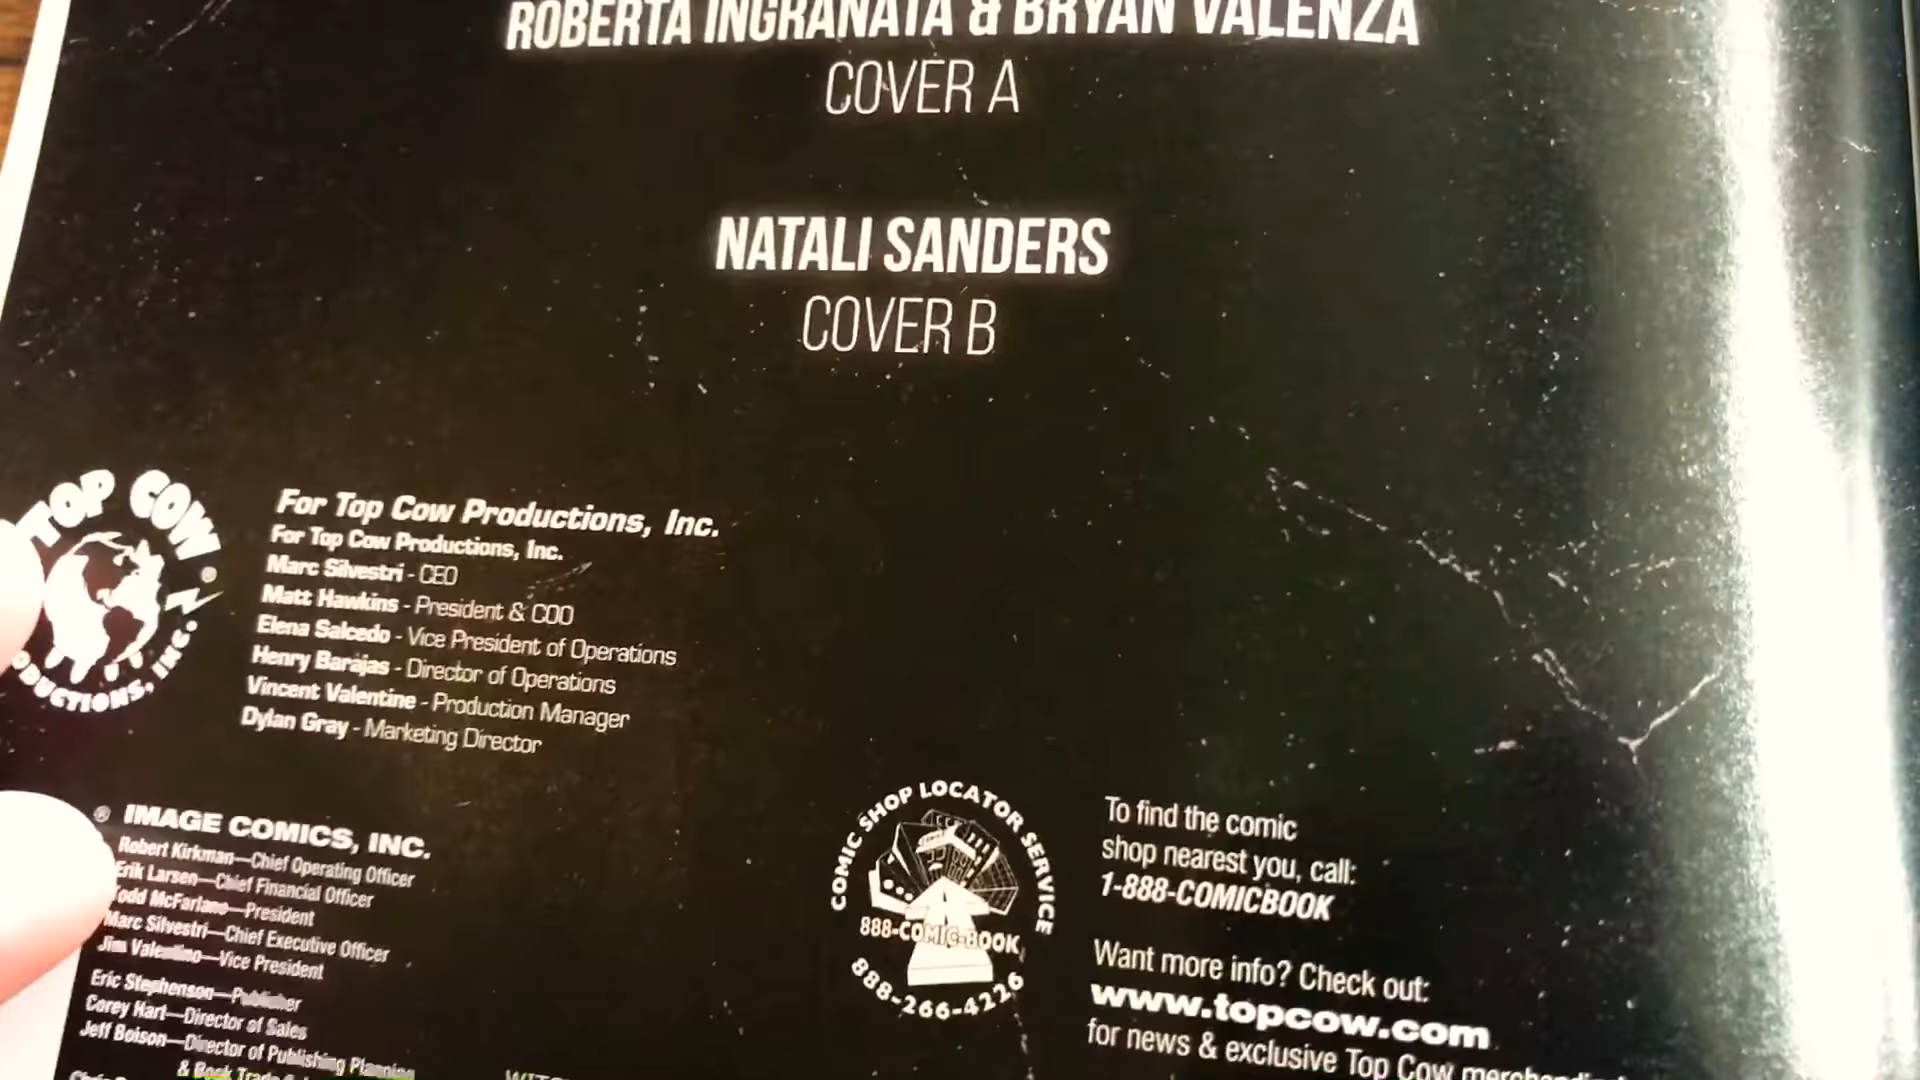 ROBERTA INGRANATA & BRYAN VALENZA
COVER A
NATALI SANDERS
COVER B
TOP COW
PRODUCTIONS, INC.
For Top Cow Productions, Inc.
For Top Cow Productions, Inc.
Marc Silvestri - CEO
Matt Hawkins - President & COO
Elena Salcedo - Vice President of Operations
Henry Barajas - Director of Operations
Vincent Valentine - Production Manager
Dylan Gray - Marketing Director
® IMAGE COMICS, INC.
Robert Kirkman—Chief Operating Officer
Erik Larsen—Chief Financial Officer
Todd McFarlane—President
Marc Silvestri—Chief Executive Officer
Jim Valentino—Vice President
Eric Stephenson—Publisher
Corey Hart—Director of Sales
Jeff Boison—Director of Publishing Planning
& Book Trade
COMIC SHOP LOCATOR SERVICE
888-COMIC-BOOK
888-266-4226
To find the comic
shop nearest you, call:
1-888-COMICBOOK
Want more info? Check out:
www.topcow.com
for news & exclusive Top Cow